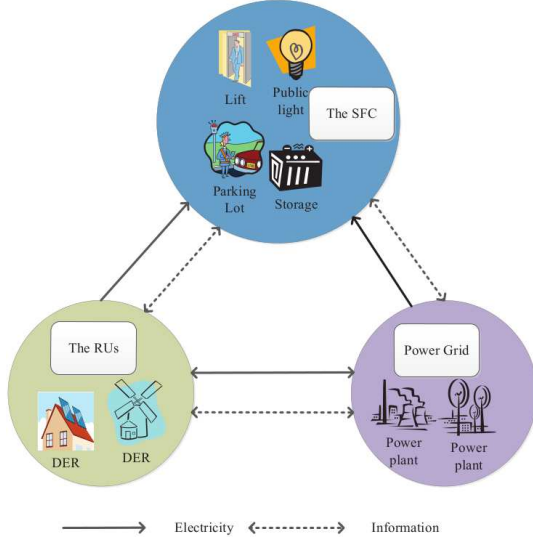 Lift
Public
light
The SFC
Parking
Lot
Storage
The RUs
DER
DER
Power Grid
Power
plant
Power
plant
Electricity
Information